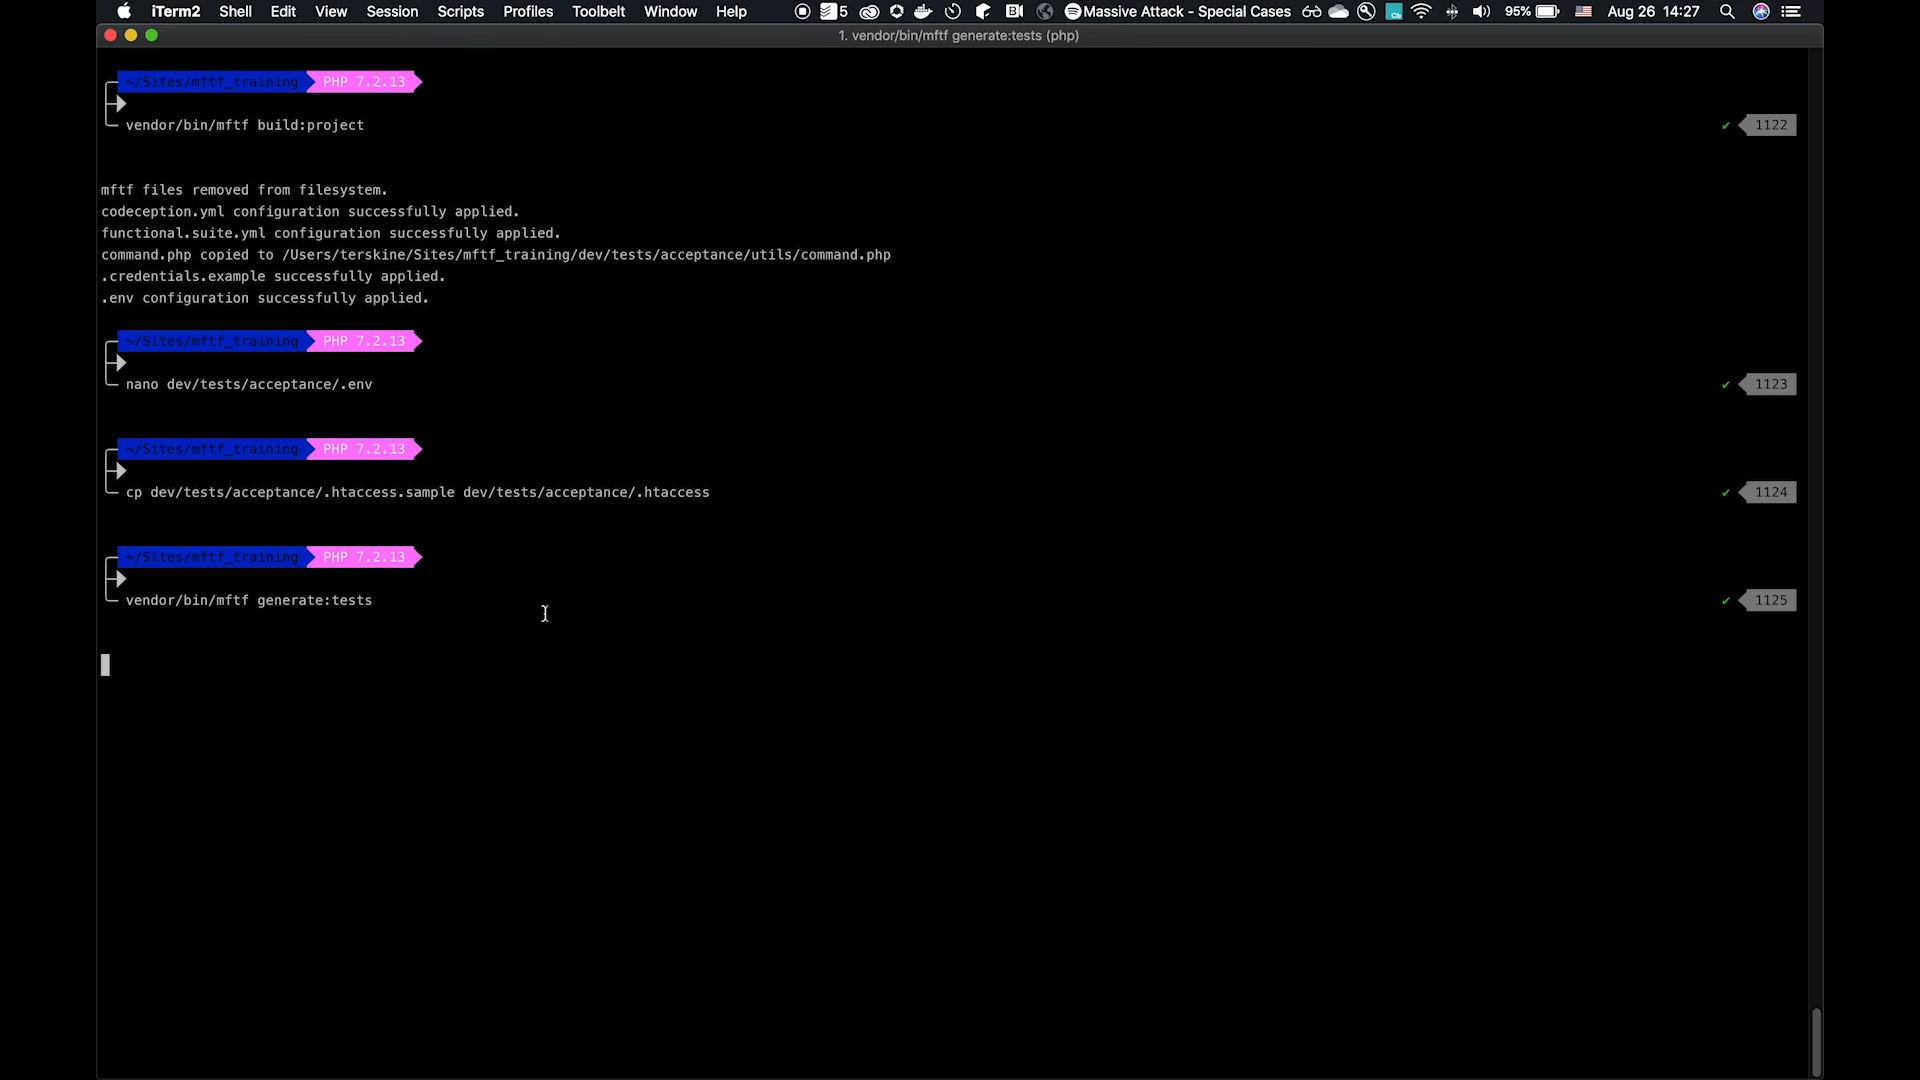 iTerm2 Shell Edit View Session Scripts Profiles Toolbelt Window Help 5 Massive Attack - Special Cases Cb 95% Aug 26 14:27
1. vendor/bin/mftf generate:tests (php)
~/Sites/mftf_training PHP 7.2.13
vendor/bin/mftf build:project ✔ 1122
mftf files removed from filesystem.
codeception.yml configuration successfully applied.
functional.suite.yml configuration successfully applied.
command.php copied to /Users/terskine/Sites/mftf_training/dev/tests/acceptance/utils/command.php
.credentials.example successfully applied.
.env configuration successfully applied.
~/Sites/mftf_training PHP 7.2.13
nano dev/tests/acceptance/.env ✔ 1123
~/Sites/mftf_training PHP 7.2.13
cp dev/tests/acceptance/.htaccess.sample dev/tests/acceptance/.htaccess ✔ 1124
~/Sites/mftf_training PHP 7.2.13
vendor/bin/mftf generate:tests ✔ 1125